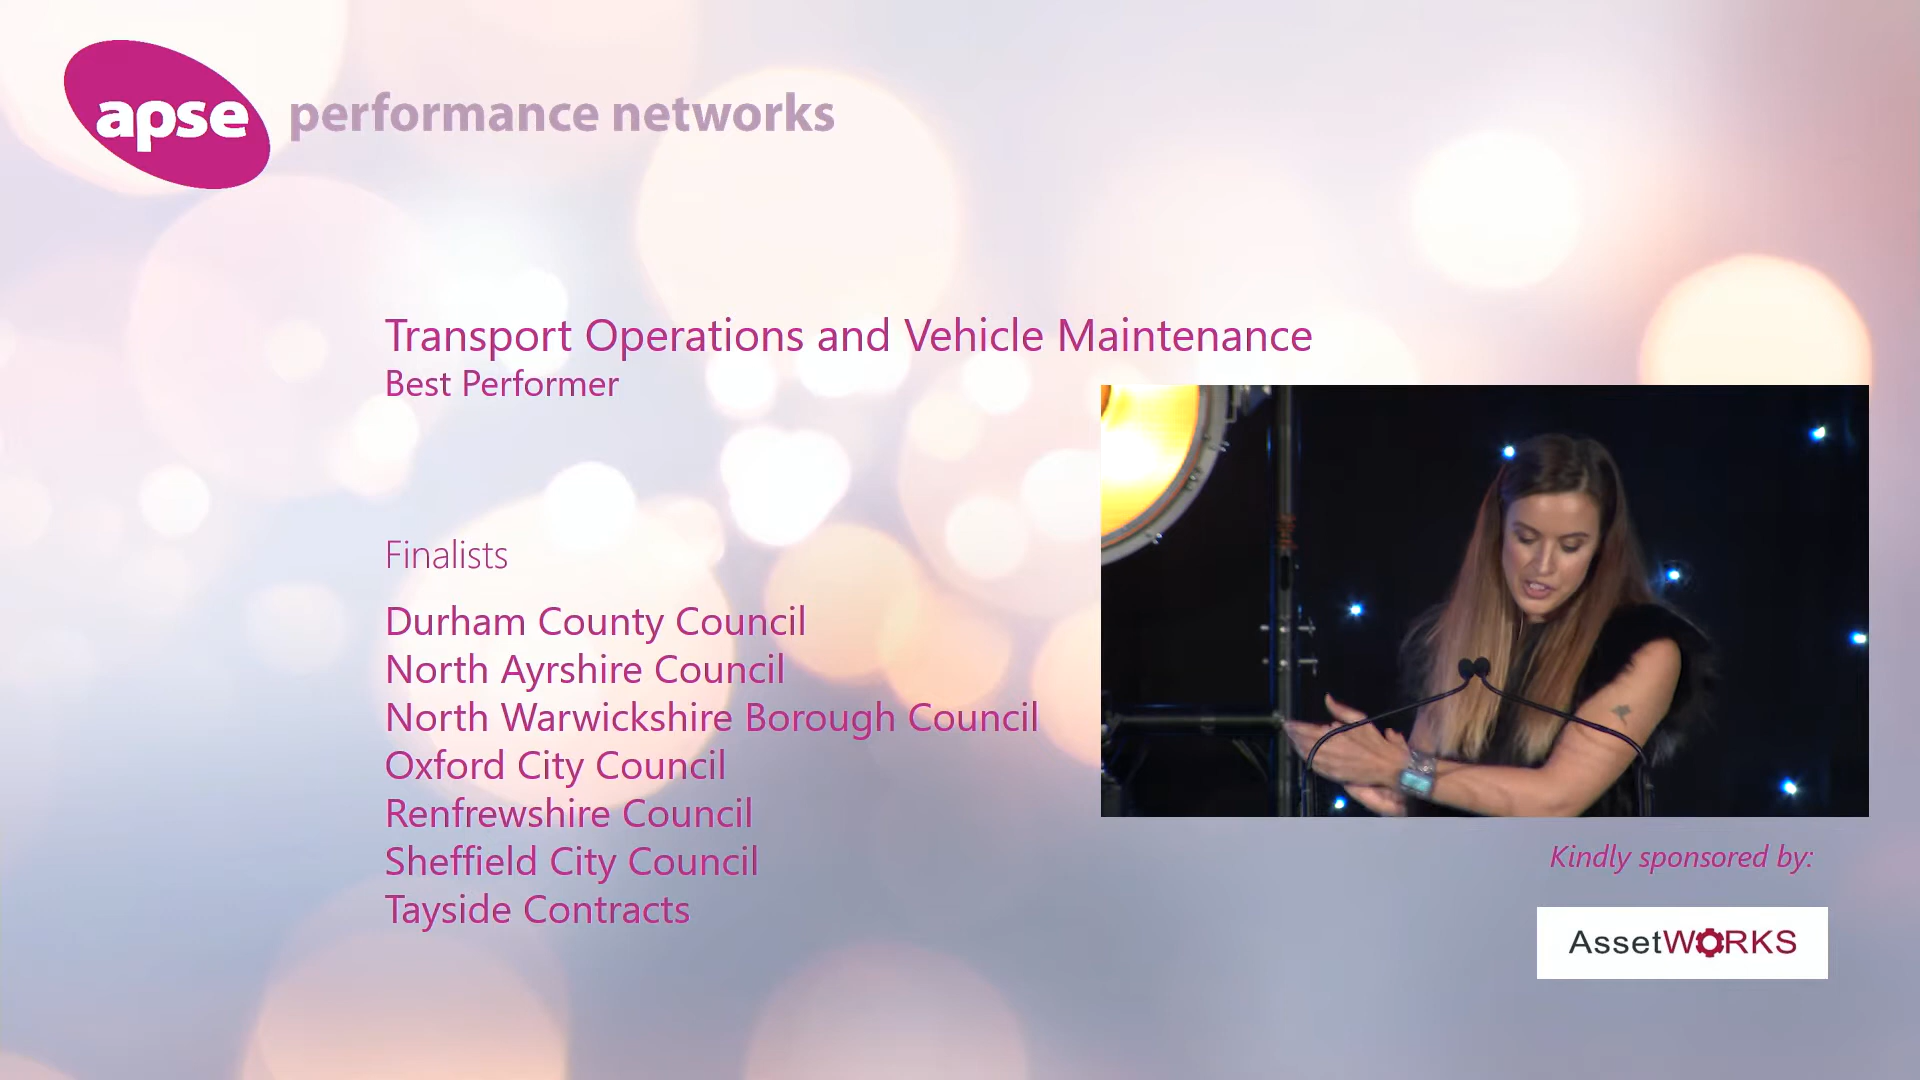 apse performance networks
Transport Operations and Vehicle Maintenance
Best Performer
Finalists
Durham County Council
North Ayrshire Council
North Warwickshire Borough Council
Oxford City Council
Renfrewshire Council
Sheffield City Council
Tayside Contracts
Kindly sponsored by:
AssetWORKS